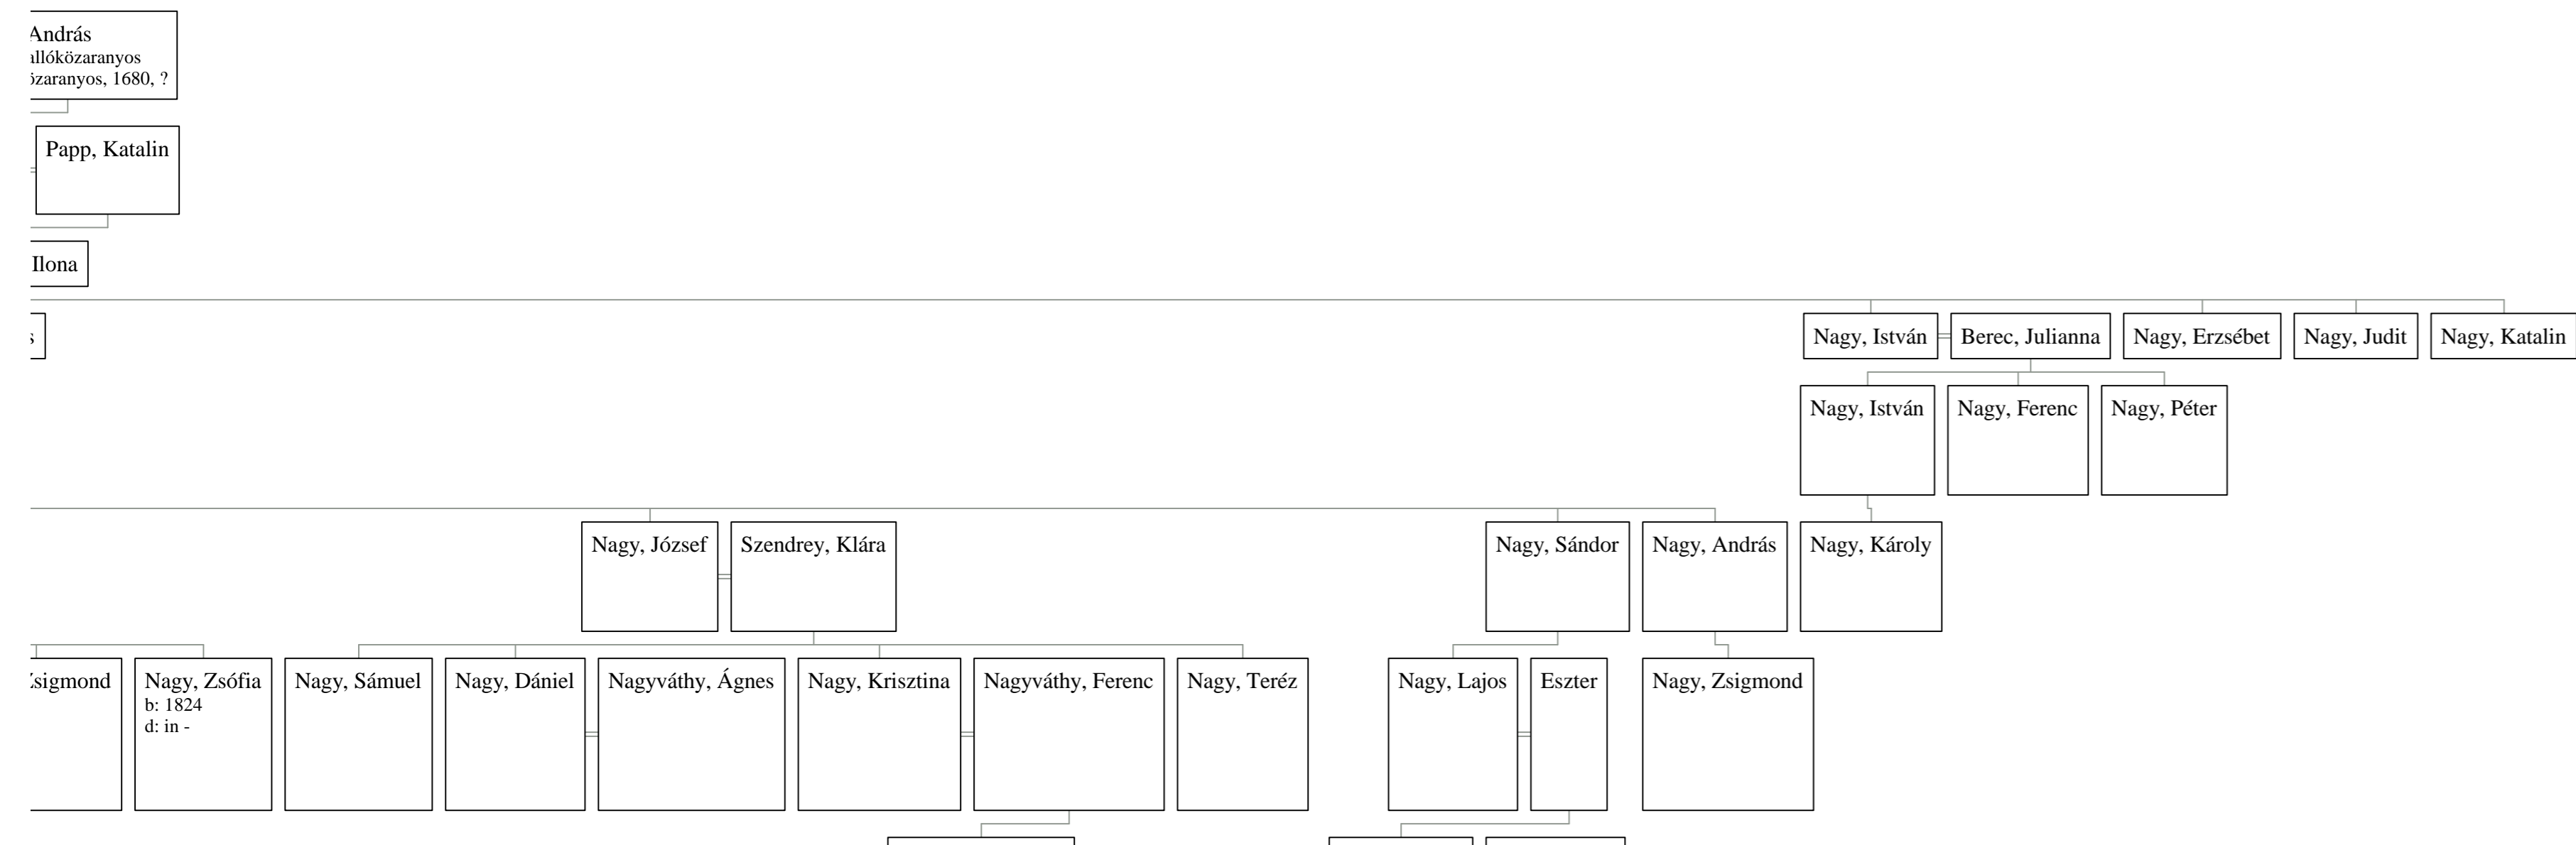 András
allóközaranyos
özaranyos, 1680, ?
Papp, Katalin
Ilona
s
Nagy, István
Berec, Julianna
Nagy, Erzsébet
Nagy, Judit
Nagy, Katalin
Nagy, István
Nagy, Ferenc
Nagy, Péter
Nagy, József
Szendrey, Klára
Nagy, Sándor
Nagy, András
Nagy, Károly
Zsigmond
Nagy, Zsófia
b: 1824
d: in -
Nagy, Sámuel
Nagy, Dániel
Nagyváthy, Ágnes
Nagy, Krisztina
Nagyváthy, Ferenc
Nagy, Teréz
Nagy, Lajos
Eszter
Nagy, Zsigmond